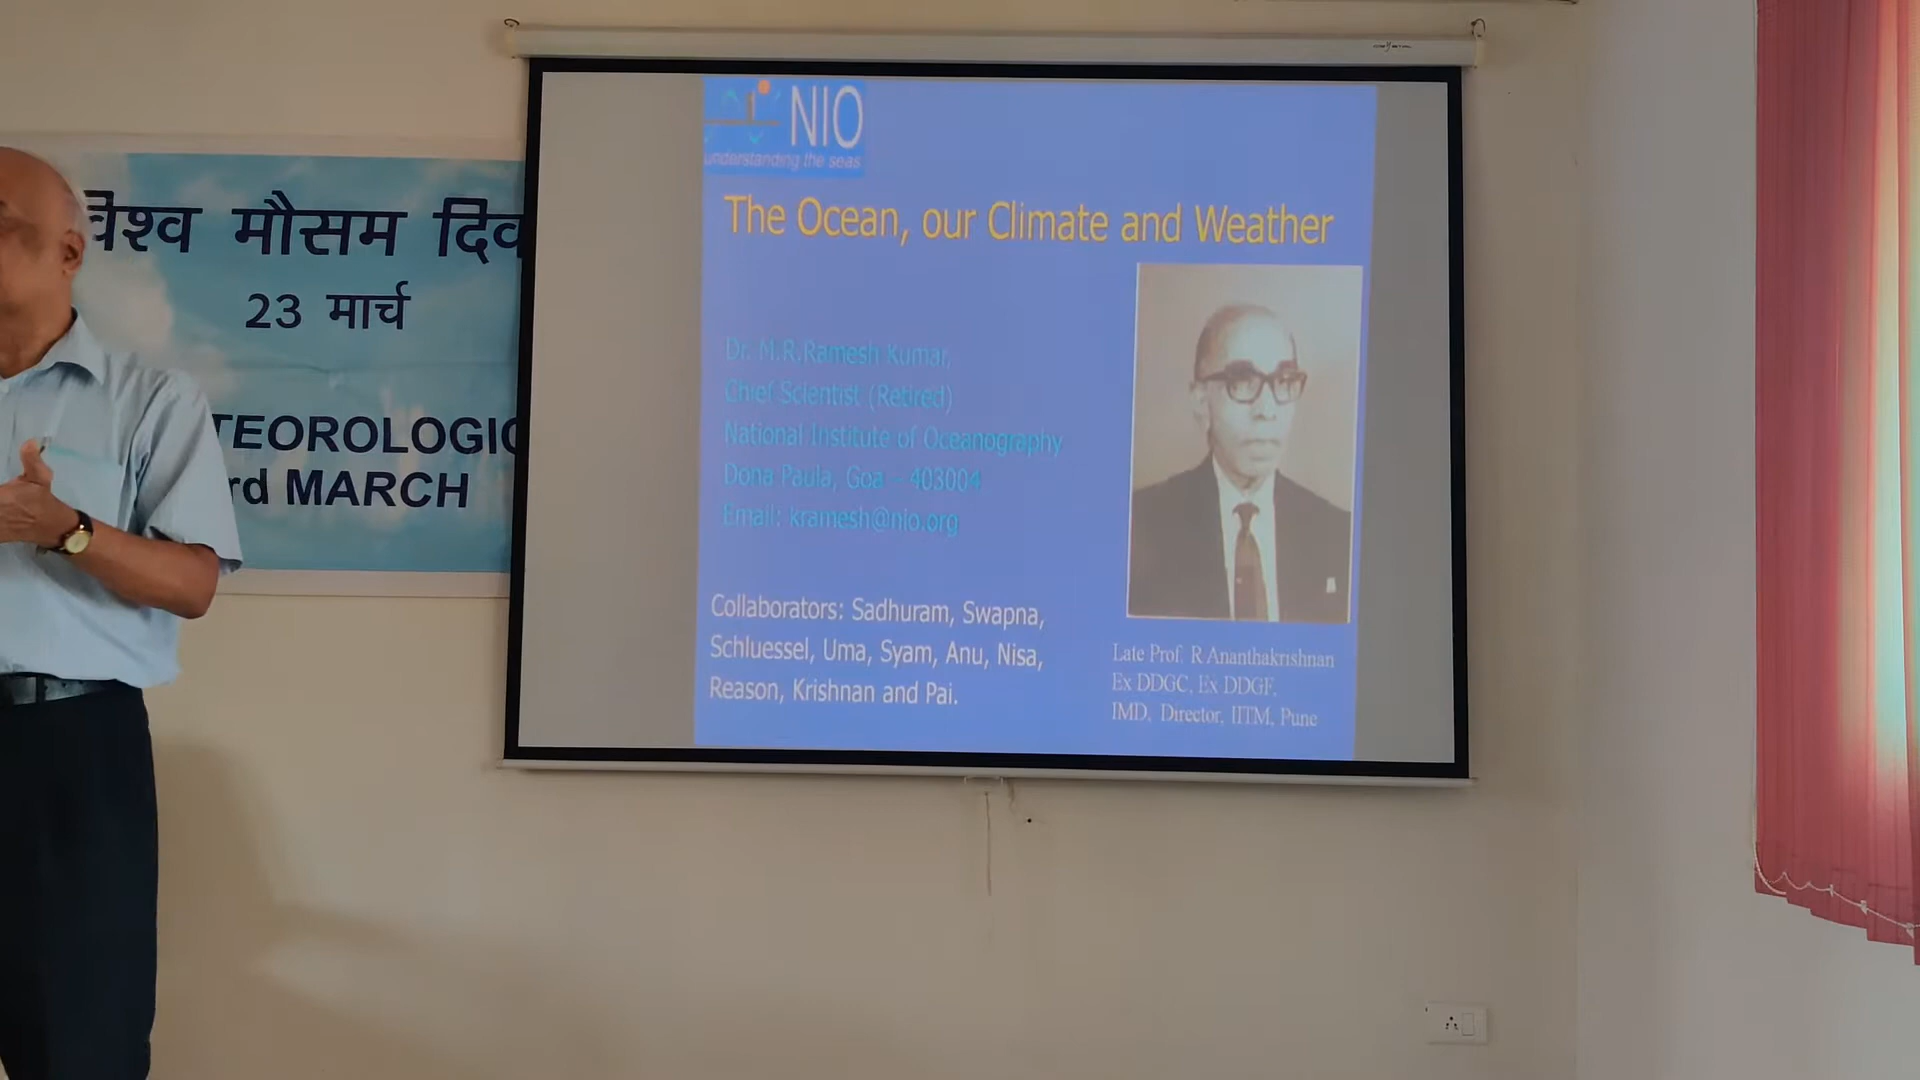 विश्व मौसम दिव
23 मार्च
TEOROLOGIC
rd MARCH
NIO
understanding the seas
The Ocean, our Climate and Weather
Dr. M.R.Ramesh Kumar,
Chief Scientist (Retired)
National Institute of Oceanography
Dona Paula, Goa - 403004
Email: kramesh@nio.org
Collaborators: Sadhuram, Swapna,
Schluessel, Uma, Syam, Anu, Nisa,
Reason, Krishnan and Pai.
Late Prof. R Ananthakrishnan
Ex DDGC, Ex DDGF,
IMD, Director, IITM, Pune